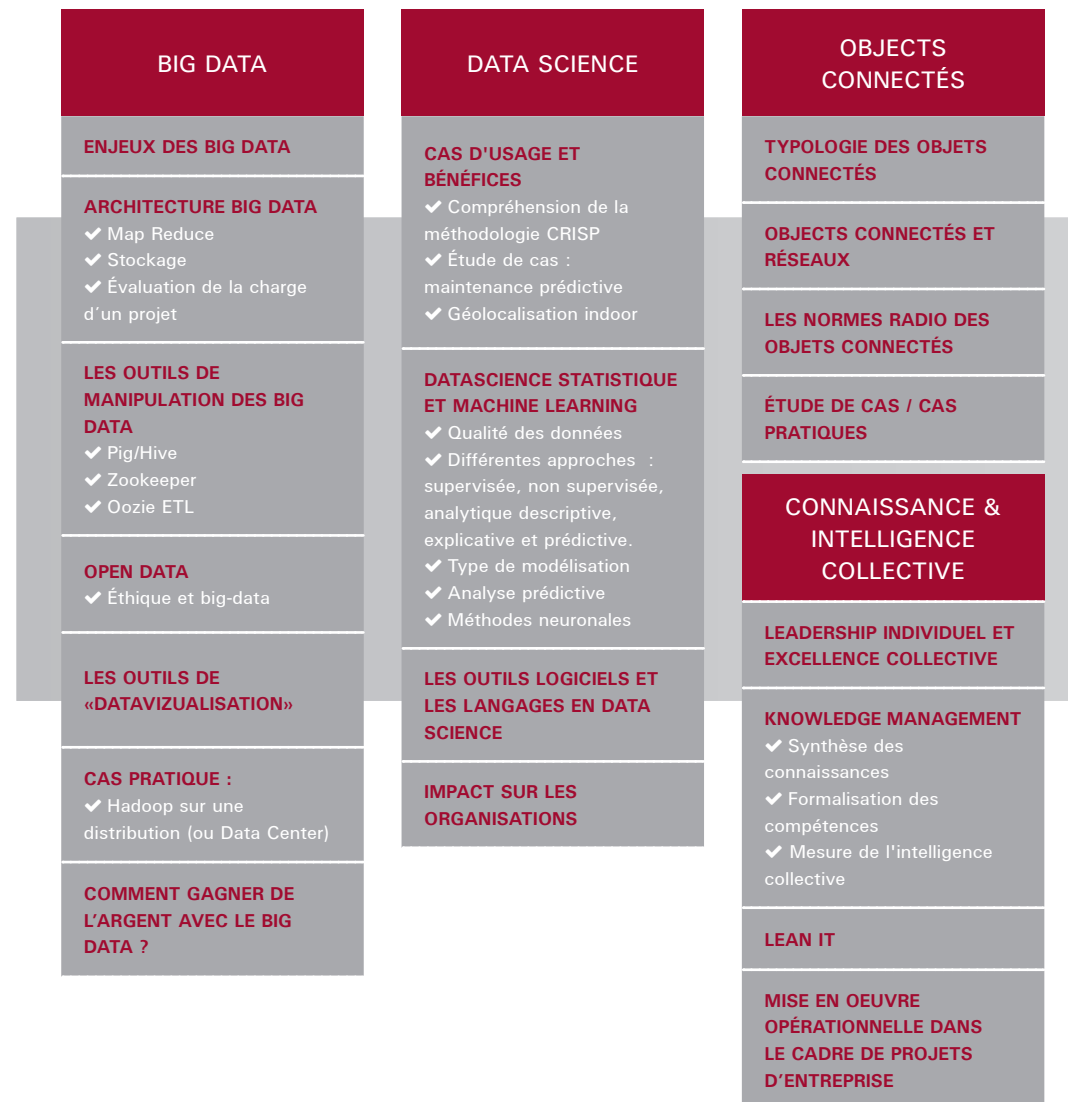 BIG DATA
ENJEUX DES BIG DATA
ARCHITECTURE BIG DATA
✔ Map Reduce
✔ Stockage
✔ Évaluation de la charge
d´un projet
LES OUTILS DE
MANIPULATION DES BIG
DATA
✔ Pig/Hive
✔ Zookeeper
✔ Oozie ETL
OPEN DATA
✔ Éthique et big-data
LES OUTILS DE
«DATAVIZUALISATION»
CAS PRATIQUE :
✔ Hadoop sur une
distribution (ou Data Center)
COMMENT GAGNER DE
L’ARGENT AVEC LE BIG
DATA ?
DATA SCIENCE
CAS D'USAGE ET
BÉNÉFICES
✔ Compréhension de la
méthodologie CRISP
✔ Étude de cas :
maintenance prédictive
✔ Géolocalisation indoor
DATASCIENCE STATISTIQUE
ET MACHINE LEARNING
✔ Qualité des données
✔ Différentes approches :
supervisée, non supervisée,
analytique descriptive,
explicative et prédictive.
✔ Type de modélisation
✔ Analyse prédictive
✔ Méthodes neuronales
LES OUTILS LOGICIELS ET
LES LANGAGES EN DATA
SCIENCE
IMPACT SUR LES
ORGANISATIONS
OBJECTS
CONNECTÉS
TYPOLOGIE DES OBJETS
CONNECTÉS
OBJECTS CONNECTÉS ET
RÉSEAUX
LES NORMES RADIO DES
OBJETS CONNECTÉS
ÉTUDE DE CAS / CAS
PRATIQUES
CONNAISSANCE &
INTELLIGENCE
COLLECTIVE
LEADERSHIP INDIVIDUEL ET
EXCELLENCE COLLECTIVE
KNOWLEDGE MANAGEMENT
✔ Synthèse des
connaissances
✔ Formalisation des
compétences
✔ Mesure de l'intelligence
collective
LEAN IT
MISE EN OEUVRE
OPÉRATIONNELLE DANS
LE CADRE DE PROJETS
D’ENTREPRISE